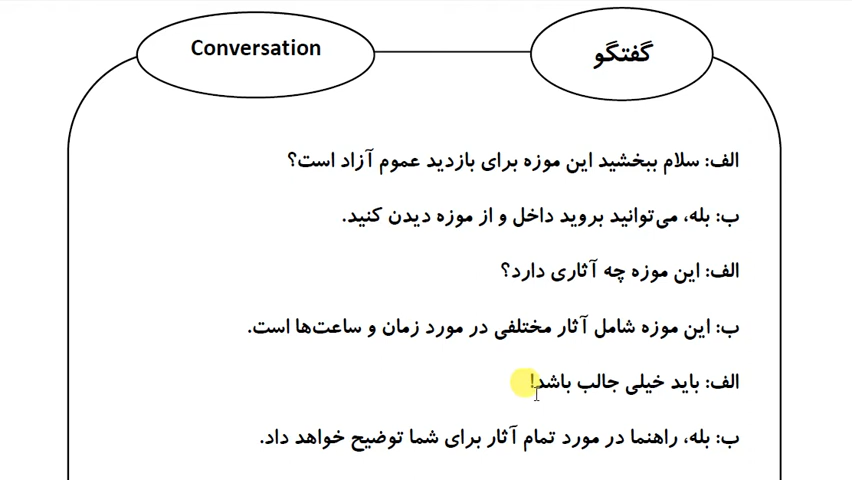 گفتگو
Conversation
الف: سلام ببخشید این موزه برای بازدید عموم آزاد است؟
ب: بله، می‌توانید بروید داخل و از موزه دیدن کنید.
الف: این موزه چه آثاری دارد؟
ب: این موزه شامل آثار مختلفی در مورد زمان و ساعت‌ها است.
الف: باید خیلی جالب باشد!
ب: بله، راهنما در مورد تمام آثار برای شما توضیح خواهد داد.